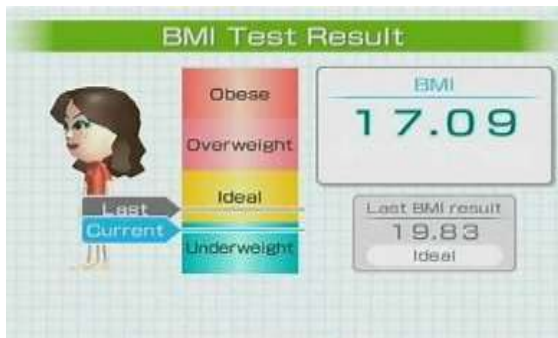 BMI Test Result
Obese
Overweight
Ideal
Underweight
Last
Current
BMI
17.09
Last BMI result
19.83
Ideal